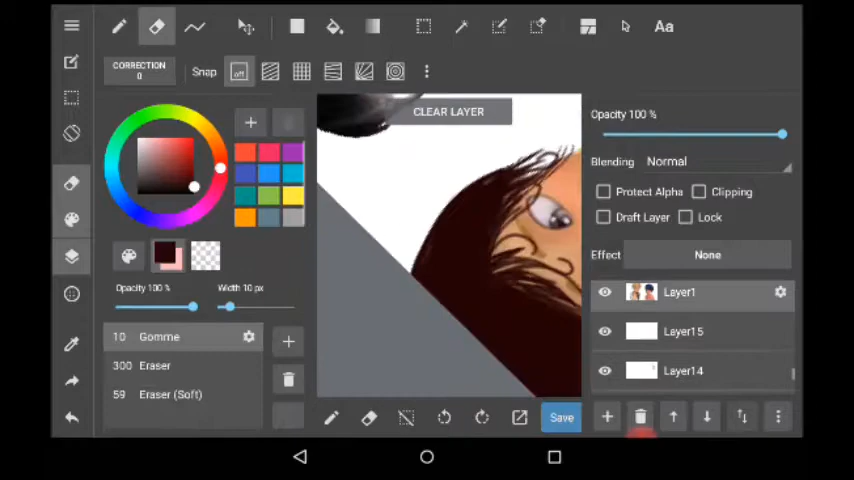 Aa
CORRECTION
0
Snap
off
CLEAR LAYER
Opacity 100 %
Blending
Normal
Protect Alpha
Clipping
Draft Layer
Lock
Effect
None
Opacity 100 %
Width 10 px
10 Gomme
300 Eraser
59 Eraser (Soft)
Layer1
Layer15
Layer14
Save